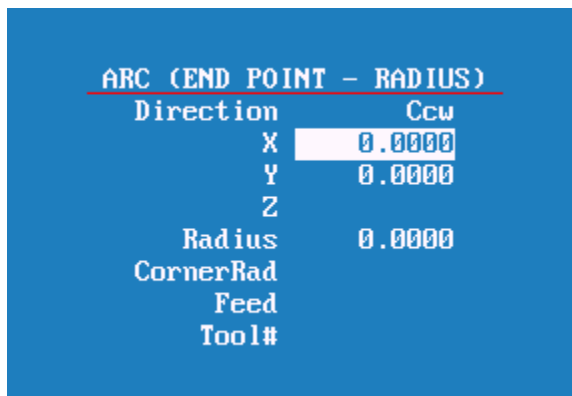 ARC (END POINT - RADIUS)
Direction Ccw
X 0.0000
Y 0.0000
Z
Radius 0.0000
CornerRad
Feed
Tool#